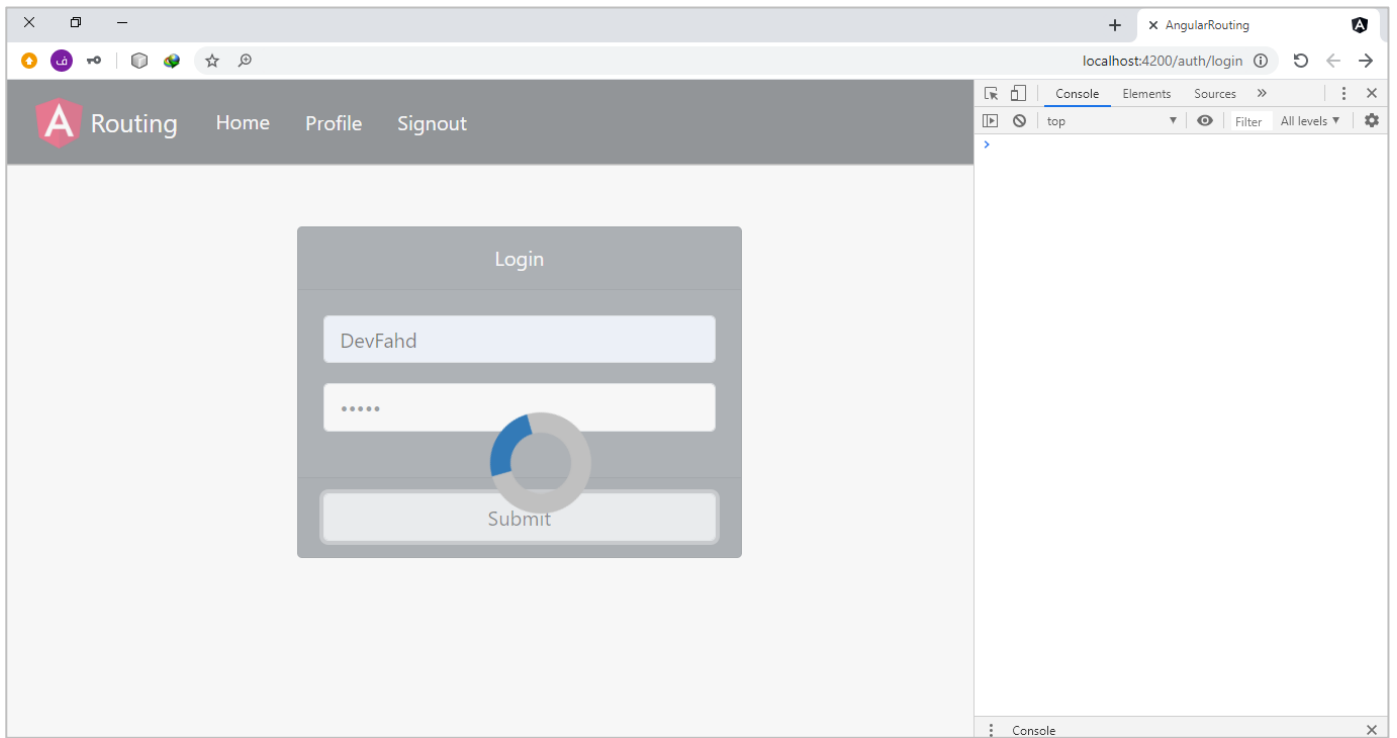 AngularRouting
localhost:4200/auth/login
ف
Routing Home Profile Signout
Console Elements Sources
top Filter All levels
Login
DevFahd
•••••
Submit
Console